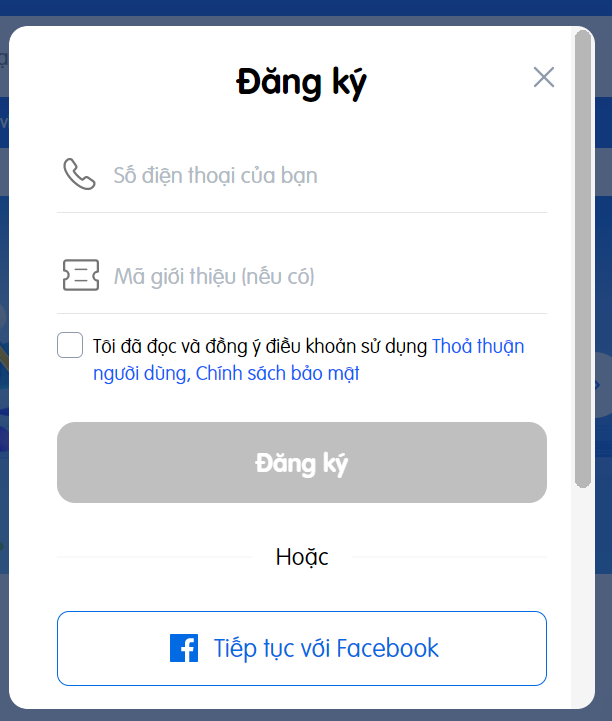 Đăng ký
Số điện thoại của bạn
Mã giới thiệu (nếu có)
Tôi đã đọc và đồng ý điều khoản sử dụng Thoả thuận
người dùng, Chính sách bảo mật
Đăng ký
Hoặc
Tiếp tục với Facebook